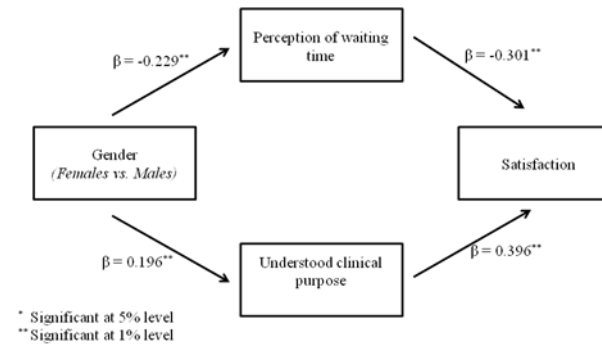 Perception of waiting
time
β = -0.229**
β = -0.301**
Gender
(Females vs. Males)
Satisfaction
β = 0.196**
Understood clinical
purpose
β = 0.396**
* Significant at 5% level
** Significant at 1% level